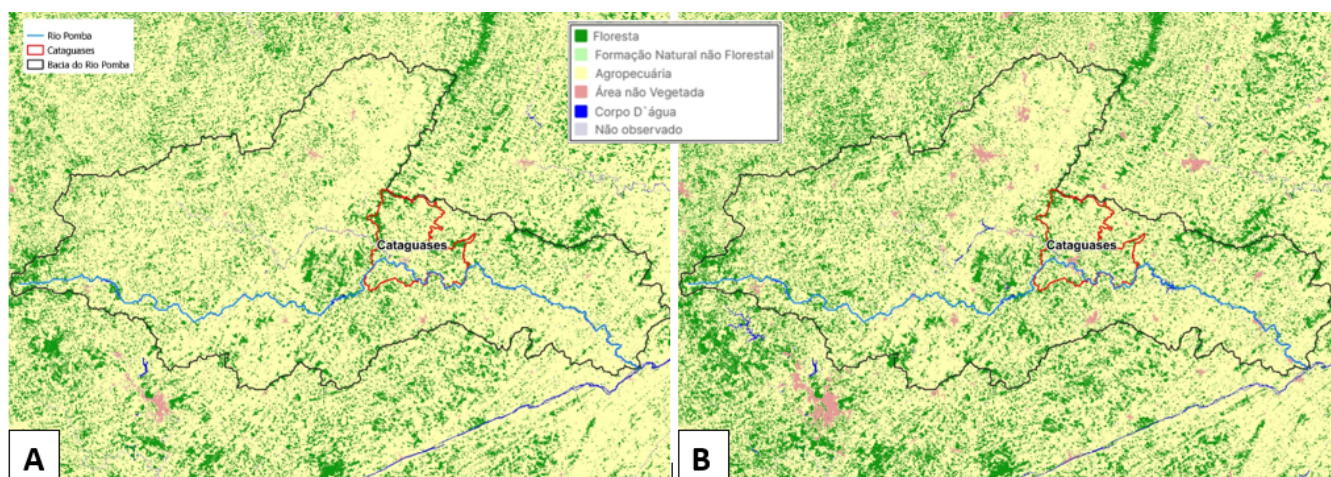 Rio Pomba
Cataguases
Bacia do Rio Pomba
Floresta
Formação Natural não Florestal
Agropecuária
Área não Vegetada
Corpo D`água
Não observado
Cataguases
Cataguases
A
B